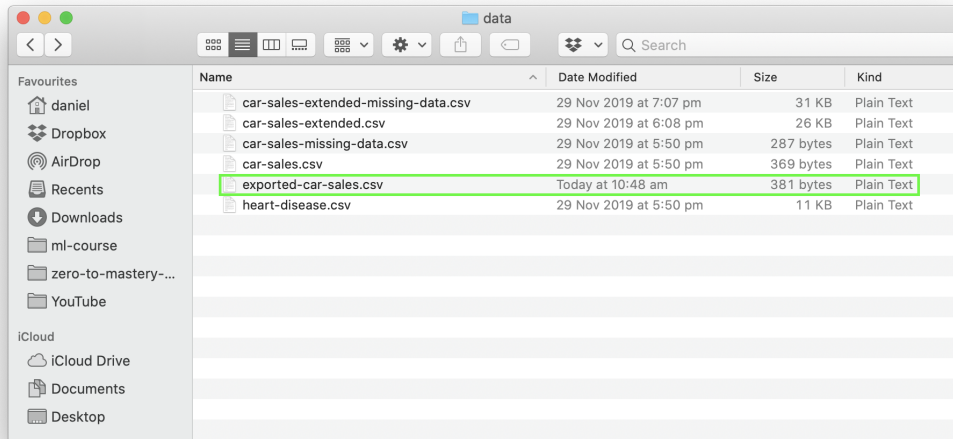 data
Search
Favourites
daniel
Dropbox
AirDrop
Recents
Downloads
ml-course
zero-to-mastery-...
YouTube
iCloud
iCloud Drive
Documents
Desktop
Name Date Modified Size Kind
car-sales-extended-missing-data.csv 29 Nov 2019 at 7:07 pm 31 KB Plain Text
car-sales-extended.csv 29 Nov 2019 at 6:08 pm 26 KB Plain Text
car-sales-missing-data.csv 29 Nov 2019 at 5:50 pm 287 bytes Plain Text
car-sales.csv 29 Nov 2019 at 5:50 pm 369 bytes Plain Text
exported-car-sales.csv Today at 10:48 am 381 bytes Plain Text
heart-disease.csv 29 Nov 2019 at 5:50 pm 11 KB Plain Text